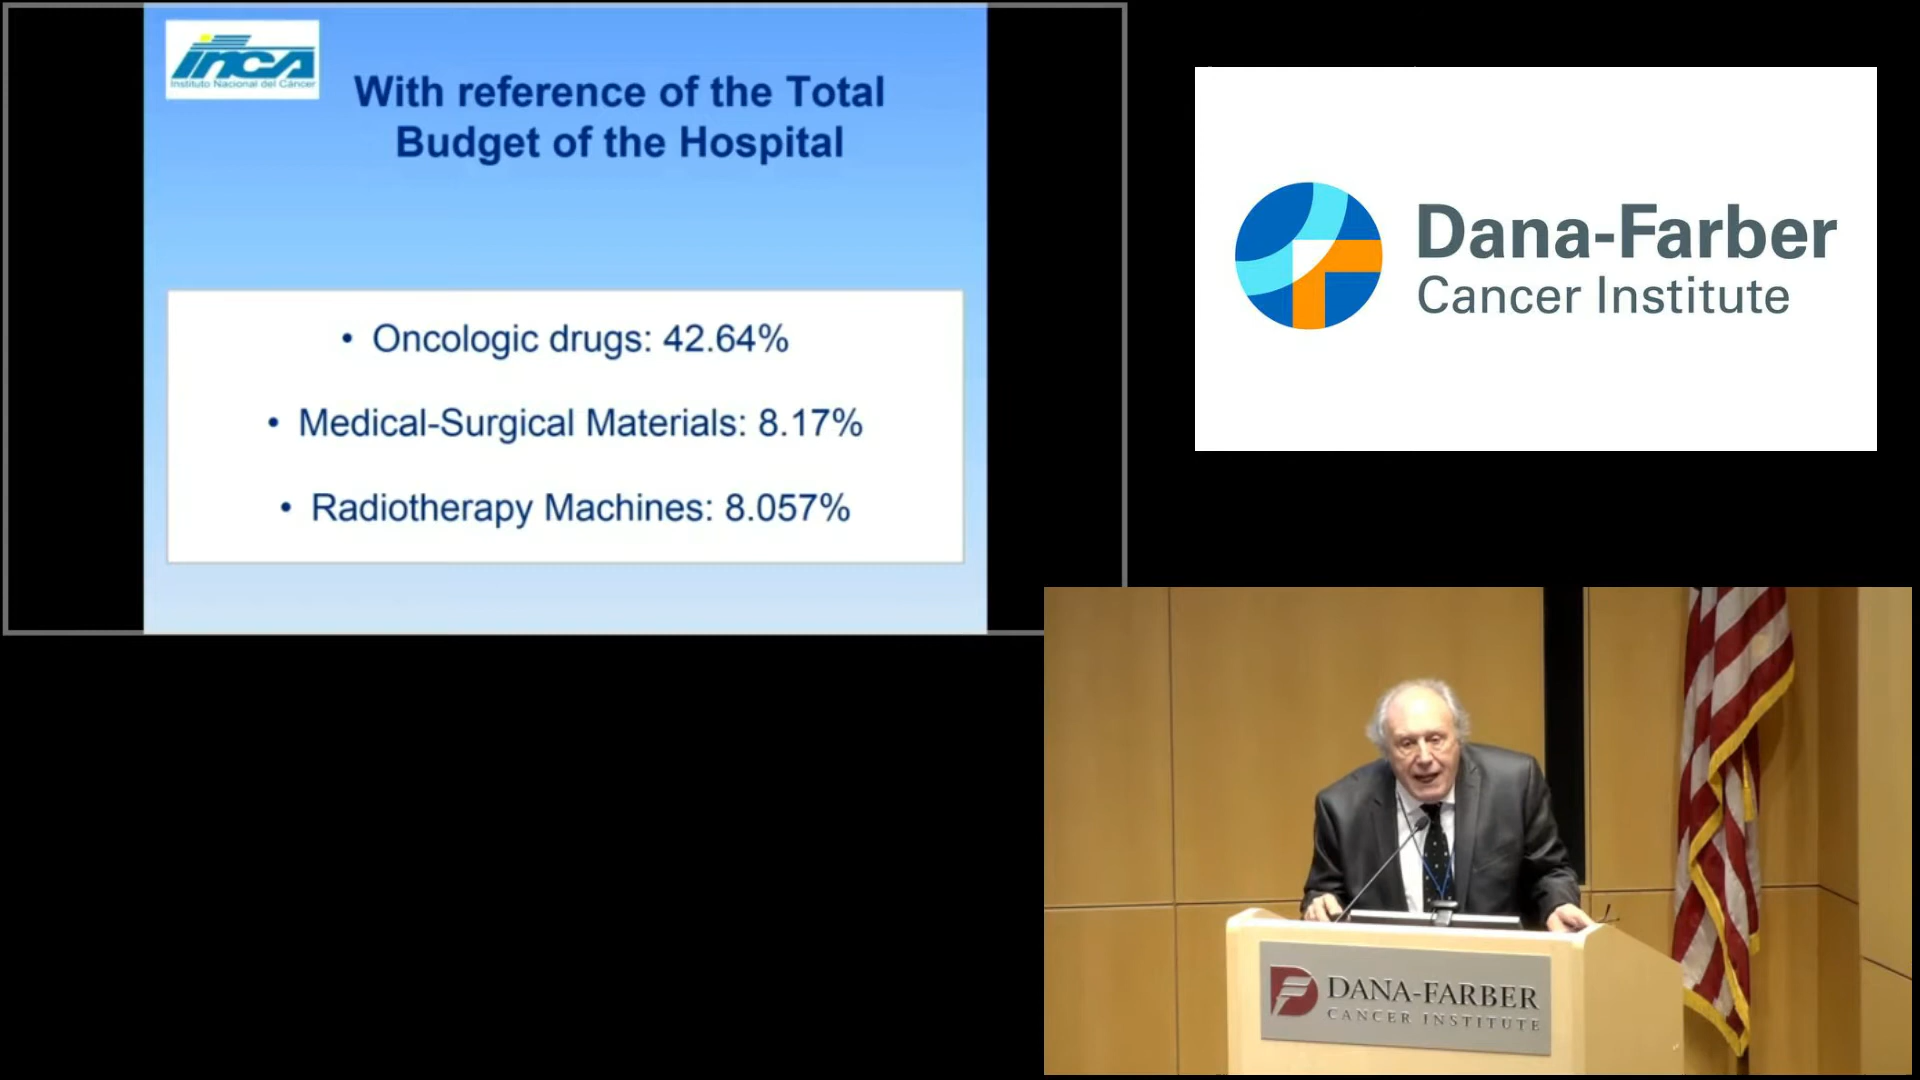 INCA
Instituto Nacional del Cáncer
With reference of the Total
Budget of the Hospital
• Oncologic drugs: 42.64%
• Medical-Surgical Materials: 8.17%
• Radiotherapy Machines: 8.057%
Dana-Farber
Cancer Institute
DANA-FARBER
CANCER INSTITUTE